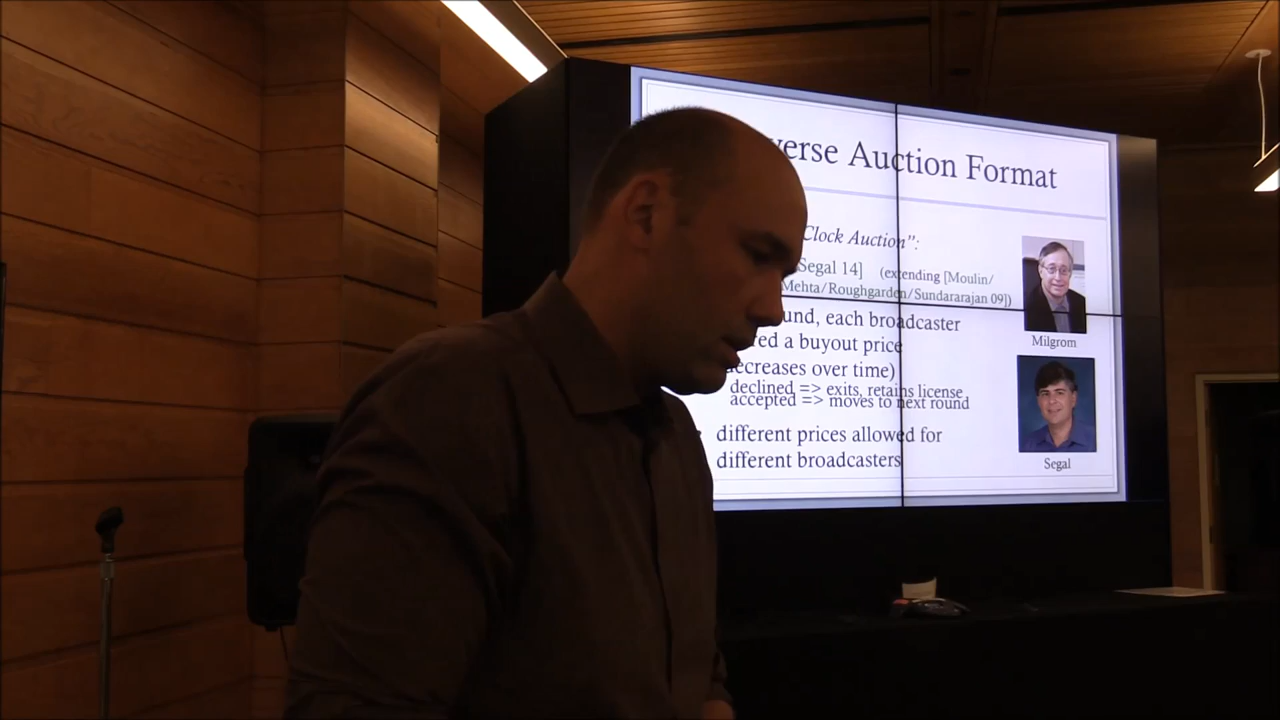 verse Auction Format
Clock Auction":
Segal 14] (extending [Moulin/
Mehta/Roughgarden/Sundararajan 09])
und, each broadcaster
red a buyout price
decreases over time)
declined => exits, retains license
accepted => moves to next round
• different prices allowed for
different broadcasters
Milgrom
Segal